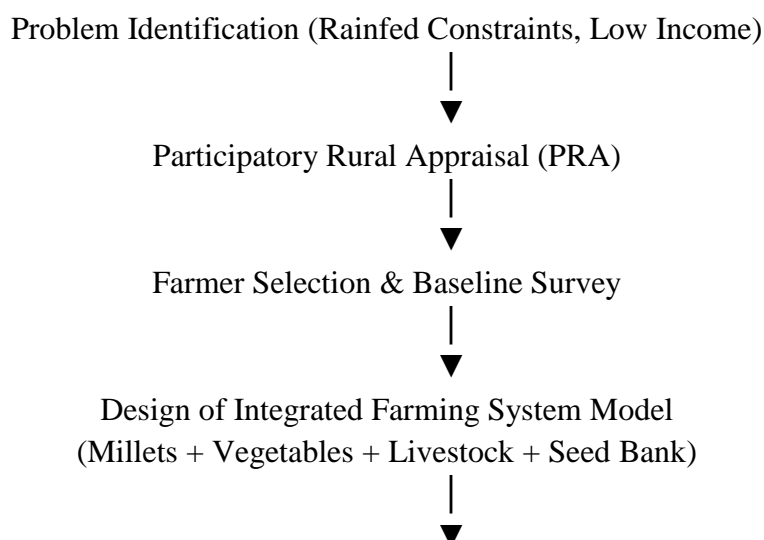 Problem Identification (Rainfed Constraints, Low Income)
Participatory Rural Appraisal (PRA)
Farmer Selection & Baseline Survey
Design of Integrated Farming System Model
(Millets + Vegetables + Livestock + Seed Bank)